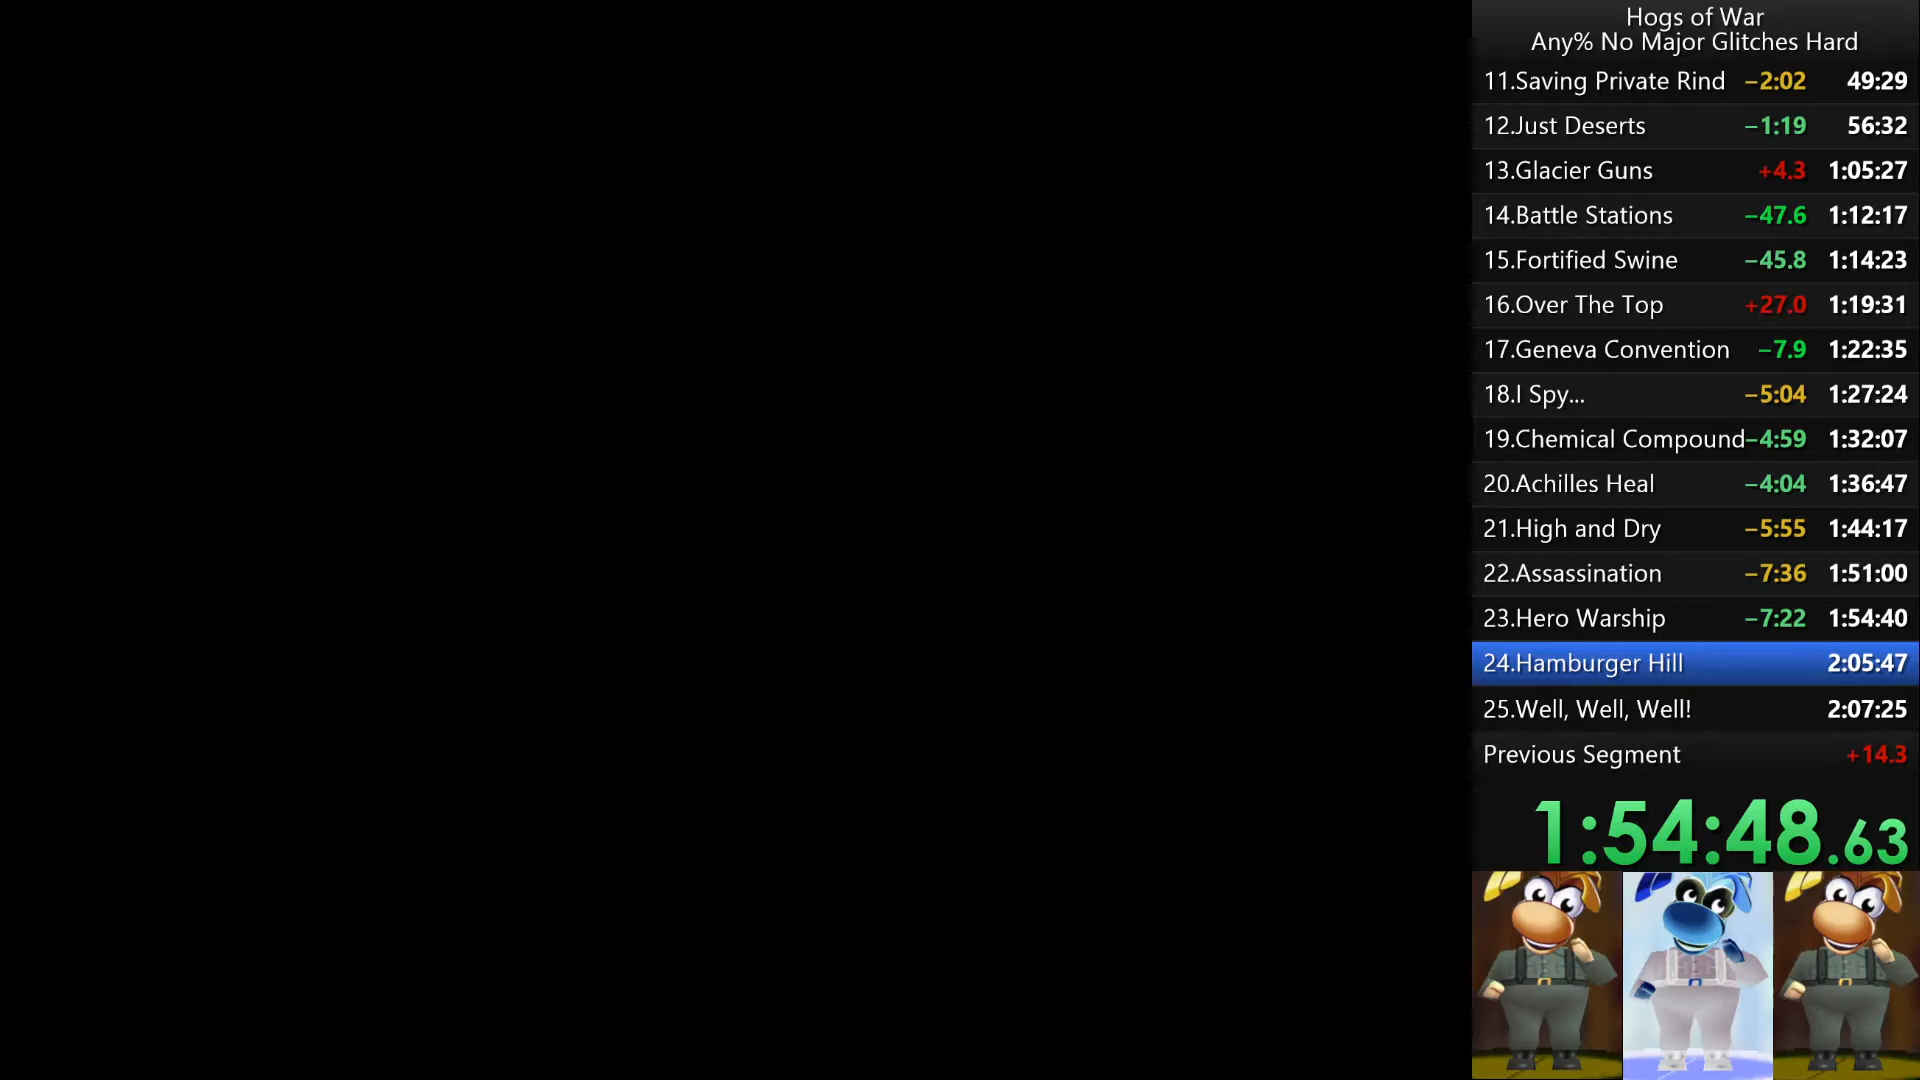 Hogs of War
Any% No Major Glitches Hard
11.Saving Private Rind −2:02 49:29
12.Just Deserts −1:19 56:32
13.Glacier Guns +4.3 1:05:27
14.Battle Stations −47.6 1:12:17
15.Fortified Swine −45.8 1:14:23
16.Over The Top +27.0 1:19:31
17.Geneva Convention −7.9 1:22:35
18.I Spy... −5:04 1:27:24
19.Chemical Compound −4:59 1:32:07
20.Achilles Heal −4:04 1:36:47
21.High and Dry −5:55 1:44:17
22.Assassination −7:36 1:51:00
23.Hero Warship −7:22 1:54:40
24.Hamburger Hill 2:05:47
25.Well, Well, Well! 2:07:25
Previous Segment +14.3
1:54:48.63